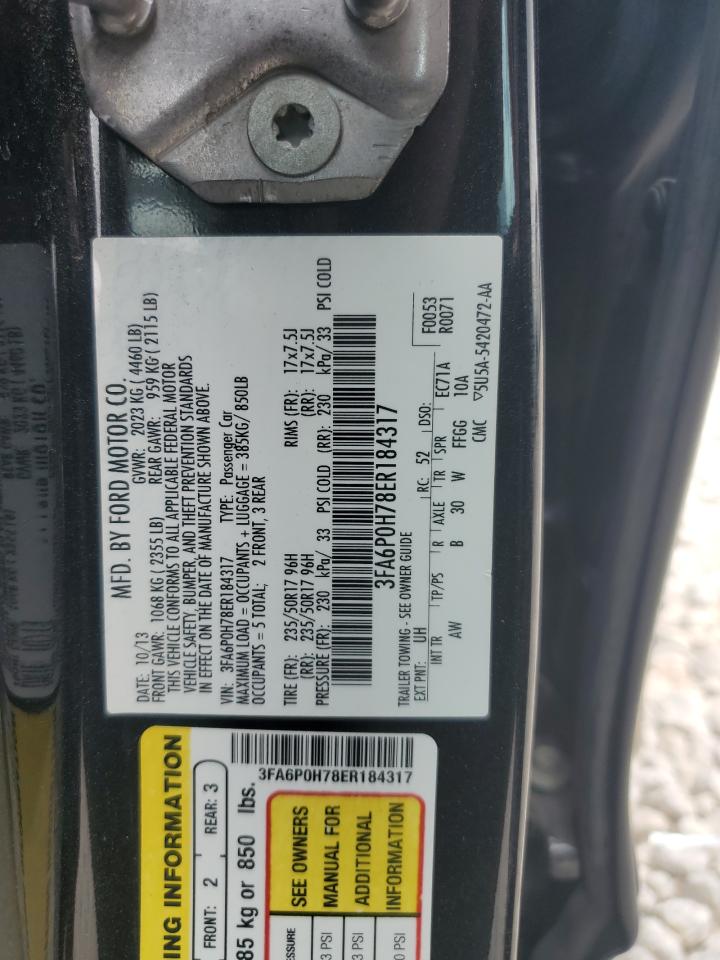 MFD. BY FORD MOTOR CO.
DATE: 10/13 GVWR: 2023 KG ( 4460 LB)
FRONT GAWR: 1068 KG ( 2355 LB) REAR GAWR: 959 KG ( 2115 LB)
THIS VEHICLE CONFORMS TO ALL APPLICABLE FEDERAL MOTOR
VEHICLE SAFETY, BUMPER, AND THEFT PREVENTION STANDARDS
IN EFFECT ON THE DATE OF MANUFACTURE SHOWN ABOVE.
VIN: 3FA6P0H78ER184317 TYPE: Passenger Car
MAXIMUM LOAD = OCCUPANTS + LUGGAGE = 385KG/ 850LB
OCCUPANTS = 5 TOTAL; 2 FRONT, 3 REAR
TIRE (FR): 235/50R17 96H RIMS (FR): 17x7.5J
(RR): 235/50R17 96H (RR): 17x7.5J
PRESSURE (FR): 230 kPa/ 33 PSI COLD (RR): 230 kPa/ 33 PSI COLD
3FA6P0H78ER184317
TRAILER TOWING - SEE OWNER GUIDE
EXT PNT: UH RC: 52 DSO: F0053
R0071
INT TR TP/PS R AXLE TR SPR EC71A
AW B 30 W FFGG 10A
CMC ▽5U5A-5420472-AA
ING INFORMATION
FRONT: 2 REAR: 3
3FA6P0H78ER184317
85 kg or 850 lbs.
SEE OWNERS
MANUAL FOR
ADDITIONAL
INFORMATION
ESSURE
3 PSI
3 PSI
0 PSI